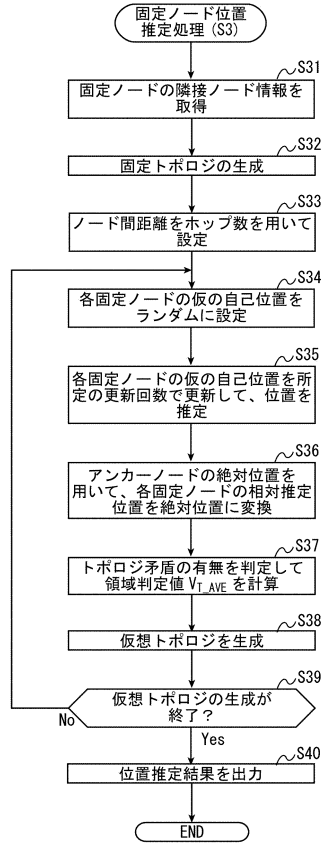 固定ノード位置
推定処理(S3)
S31
固定ノードの隣接ノード情報を
取得
S32
固定トポロジの生成
S33
ノード間距離をホップ数を用いて
設定
S34
各固定ノードの仮の自己位置を
ランダムに設定
S35
各固定ノードの仮の自己位置を所
定の更新回数で更新して、位置を
推定
S36
アンカーノードの絶対位置を
用いて、各固定ノードの相対推定
位置を絶対位置に変換
S37
トポロジ矛盾の有無を判定して
領域判定値 VT_AVE を計算
S38
仮想トポロジを生成
S39
仮想トポロジの生成が
終了?
No
Yes
S40
位置推定結果を出力
END